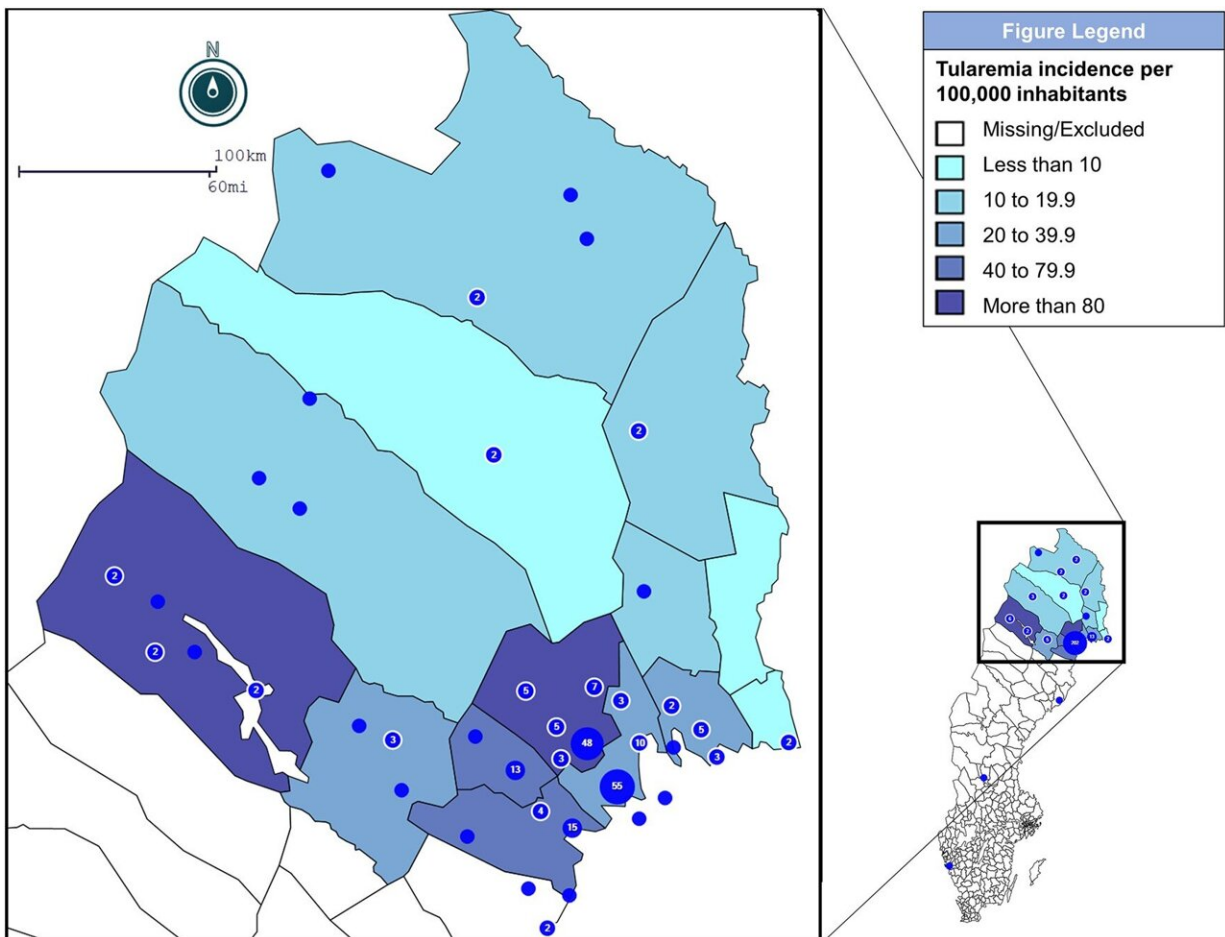 Figure Legend
Tularemia incidence per
100,000 inhabitants
Missing/Excluded
Less than 10
10 to 19.9
20 to 39.9
40 to 79.9
More than 80
N
100km
60mi
2
2
2
2
2
2
5
7
3
2
5
5
3
48
10
3
2
3
13
55
4
15
2